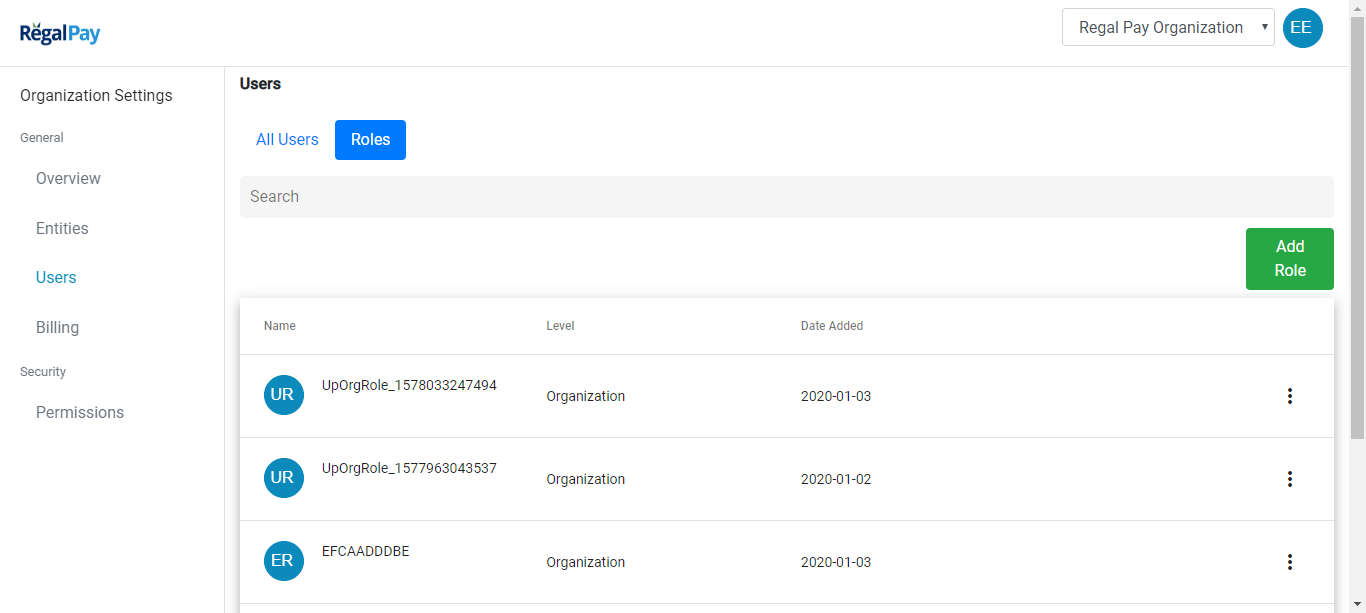 RegalPay
Regal Pay Organization
EE
Organization Settings
General
Overview
Entities
Users
Billing
Security
Permissions
Users
All Users
Roles
Search
Add
Role
Name Level Date Added
UR UpOrgRole_1578033247494 Organization 2020-01-03
UR UpOrgRole_1577963043537 Organization 2020-01-02
ER EFCAADDDBE Organization 2020-01-03